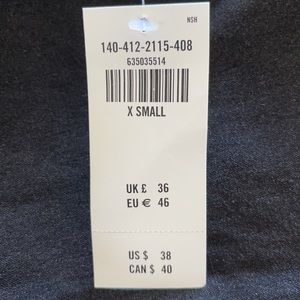 NSH
140-412-2115-408
635035514
X SMALL
UK £ 36
EU € 46
US $ 38
CAN $ 40